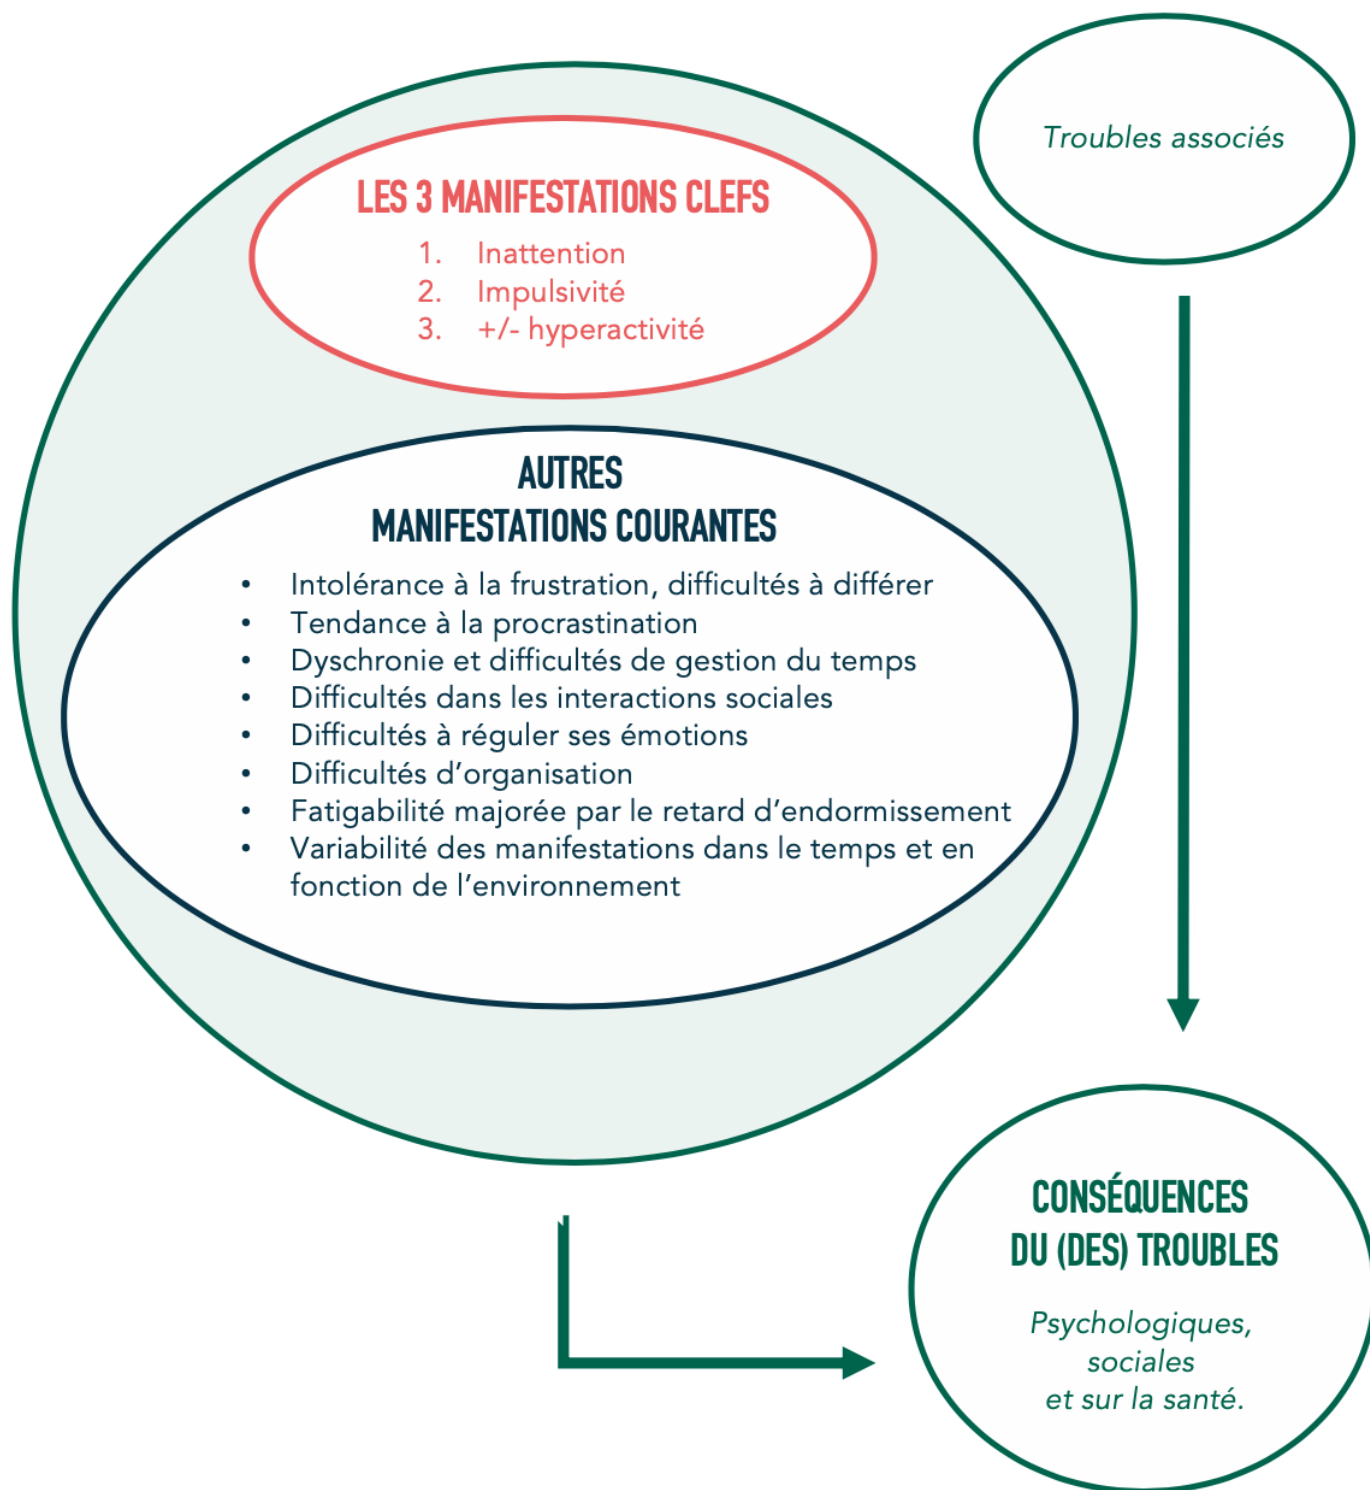 Troubles associés
LES 3 MANIFESTATIONS CLEFS
1. Inattention
2. Impulsivité
3. +/- hyperactivité
AUTRES
MANIFESTATIONS COURANTES
• Intolérance à la frustration, difficultés à différer
• Tendance à la procrastination
• Dyschronie et difficultés de gestion du temps
• Difficultés dans les interactions sociales
• Difficultés à réguler ses émotions
• Difficultés d’organisation
• Fatigabilité majorée par le retard d’endormissement
• Variabilité des manifestations dans le temps et en
fonction de l’environnement
CONSÉQUENCES
DU (DES) TROUBLES
Psychologiques,
sociales
et sur la santé.